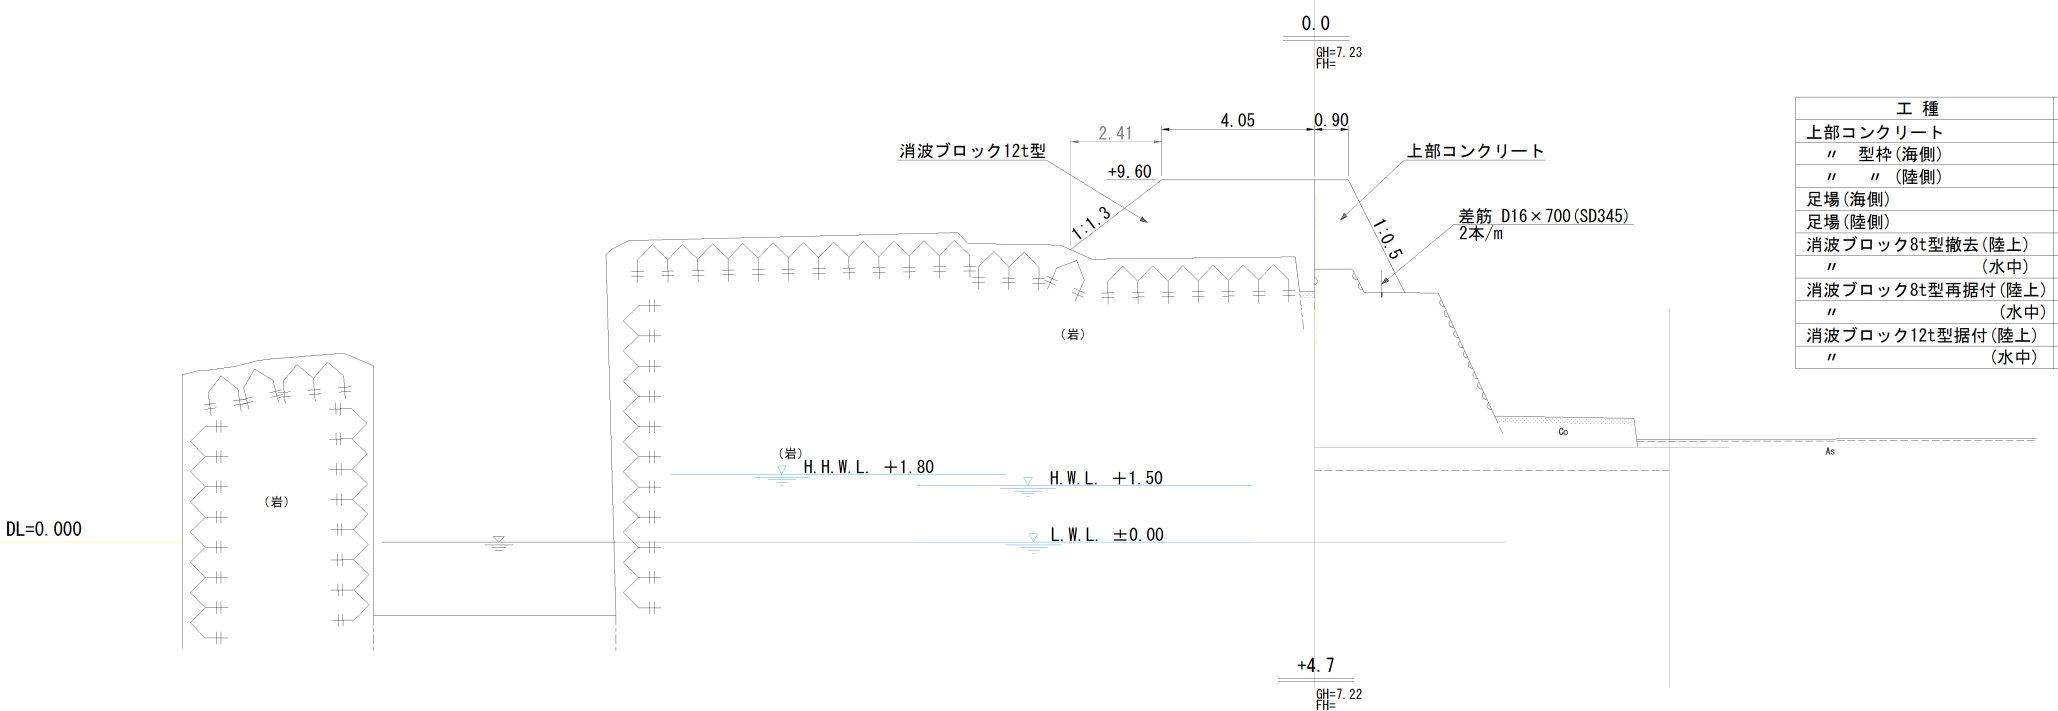 0.0
GH=7.23
FH=
工 種
上部コンクリート
〃 型枠(海側)
〃 〃 (陸側)
足場(海側)
足場(陸側)
消波ブロック8t型撤去(陸上)
〃 (水中)
消波ブロック8t型再据付(陸上)
〃 (水中)
消波ブロック12t型据付(陸上)
〃 (水中)
4.05
0.90
2.41
消波ブロック12t型
上部コンクリート
+9.60
1:1.3
1:0.5
差筋 D16×700(SD345)
2本/m
(岩)
(岩)
(岩)
Co
As
H.H.W.L. +1.80
H.W.L. +1.50
L.W.L. ±0.00
DL=0.000
+4.7
GH=7.22
FH=